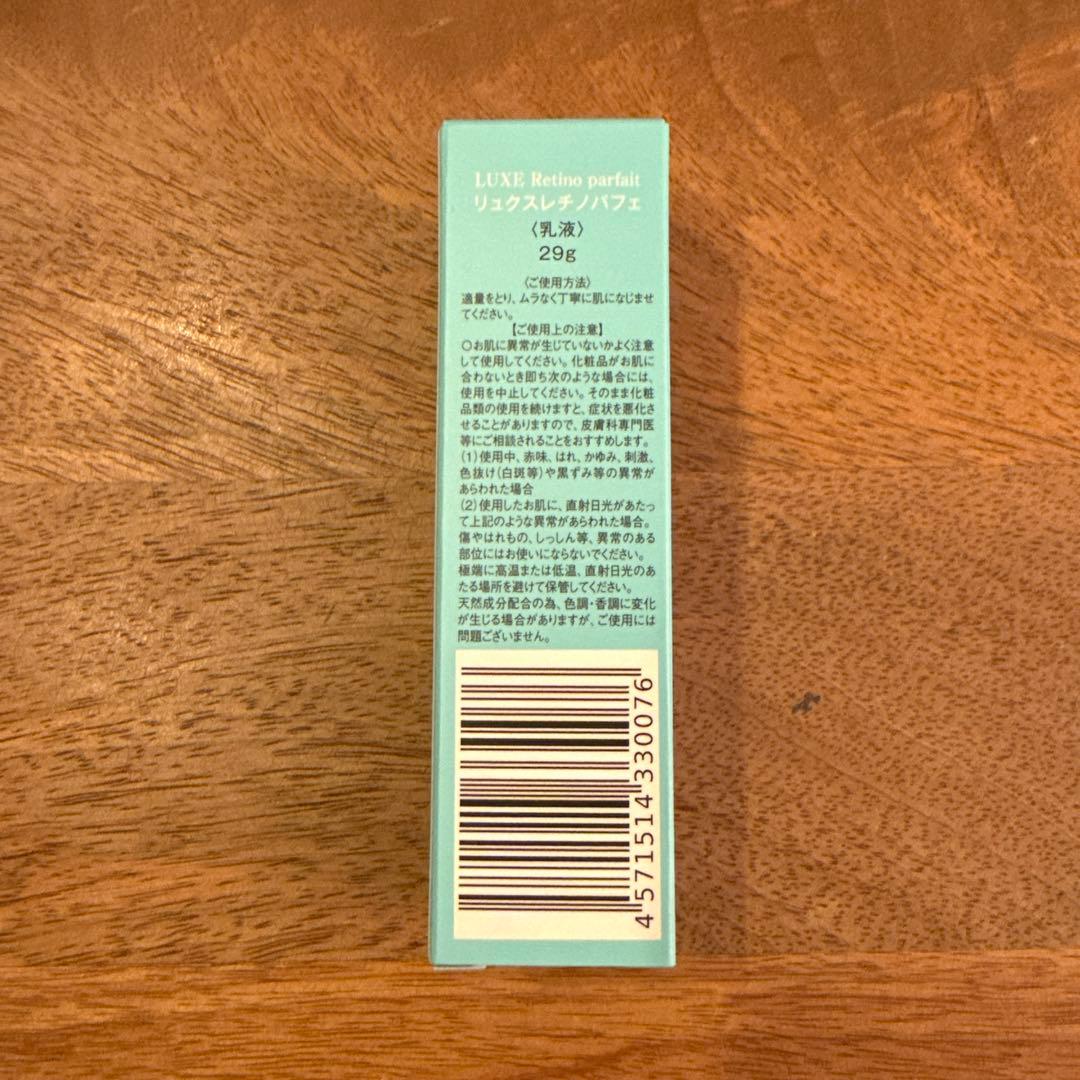 LUXE Retino parfait
リュクスレチノパフェ
〈乳液〉
29g
〈ご使用方法〉
適量をとり、ムラなく丁寧に肌になじませ
てください。
【ご使用上の注意】
○お肌に異常が生じていないかよく注意
して使用してください。化粧品がお肌に
合わないとき即ち次のような場合には、
使用を中止してください。そのまま化粧
品類の使用を続けますと、症状を悪化さ
せることがありますので、皮膚科専門医
等にご相談されることをおすすめします。
(1)使用中、赤味、はれ、かゆみ、刺激、
色抜け(白斑等)や黒ずみ等の異常が
あらわれた場合
(2)使用したお肌に、直射日光があたっ
て上記のような異常があらわれた場合。
傷やはれもの、しっしん等、異常のある
部位にはお使いにならないでください。
極端に高温または低温、直射日光のあ
たる場所を避けて保管してください。
天然成分配合の為、色調・香調に変化
が生じる場合がありますが、ご使用には
問題ございません。
4571514330076